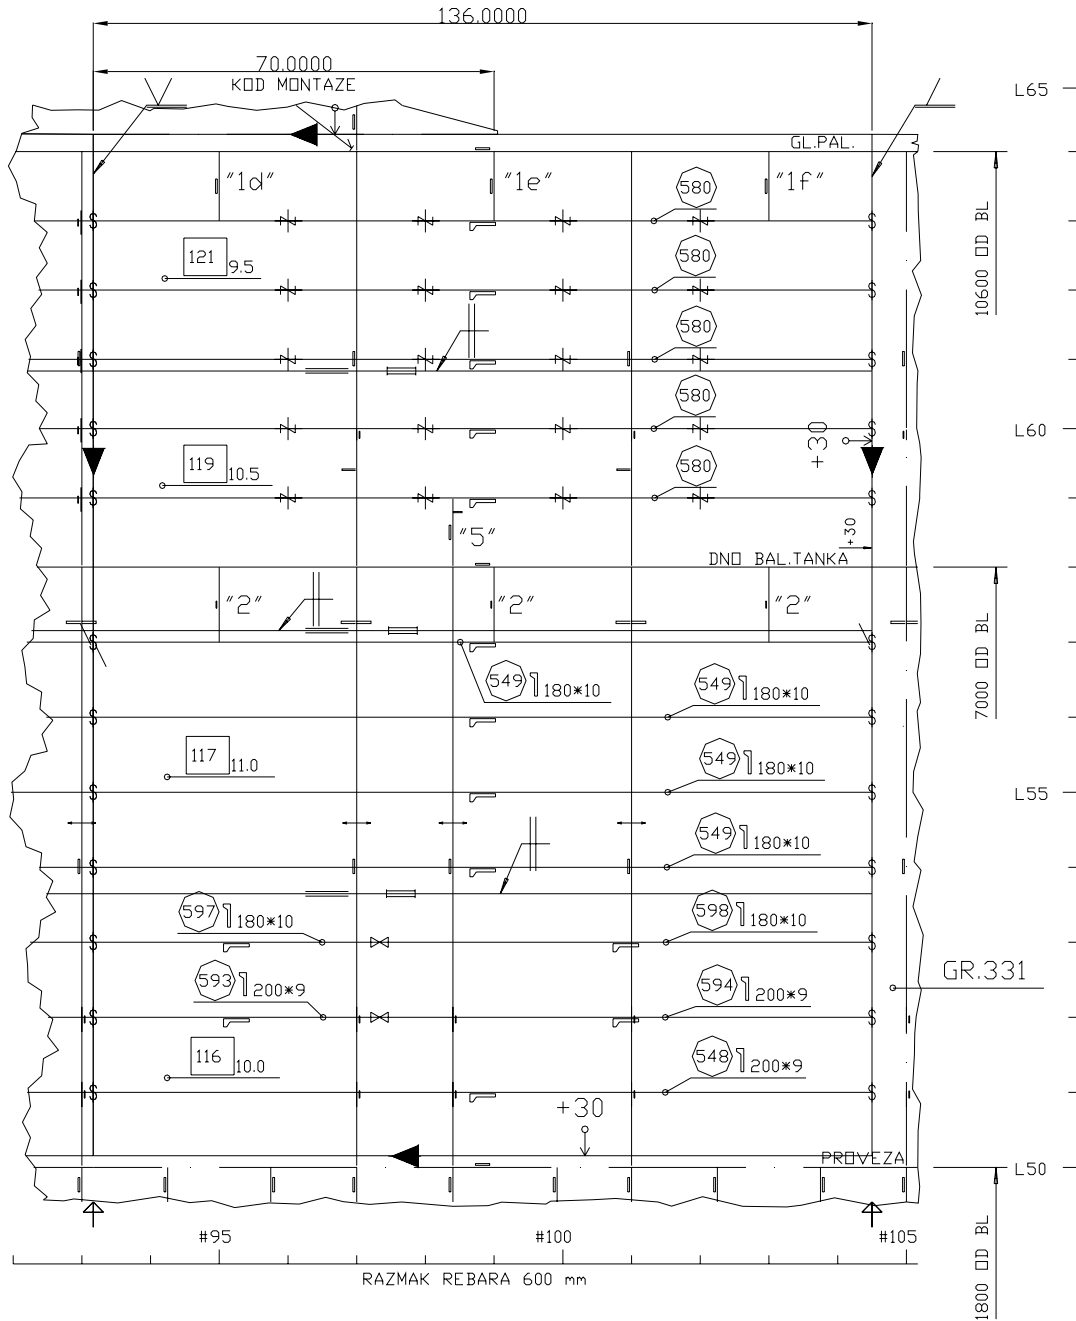 136.0000
70.0000
KOD MONTAZE
L65
GL.PAL.
"1d"
"1e"
"1f"
580
10600 OD BL
S S
121 9.5
580
S S
580
S S
580
+30
L60
S S
119 10.5
580
S S
"5"
+30
DNO BAL.TANKA
"2"
"2"
"2"
7000 OD BL
S S
549 180*10
549 180*10
S S
117 11.0
549 180*10
L55
S S
549 180*10
S S
597 180*10
598 180*10
S S
593 200*9
594 200*9
GR.331
S S
116 10.0
548 200*9
S S
+30
PROVEZA
L50
1800 OD BL
#95
#100
#105
RAZMAK REBARA 600 mm